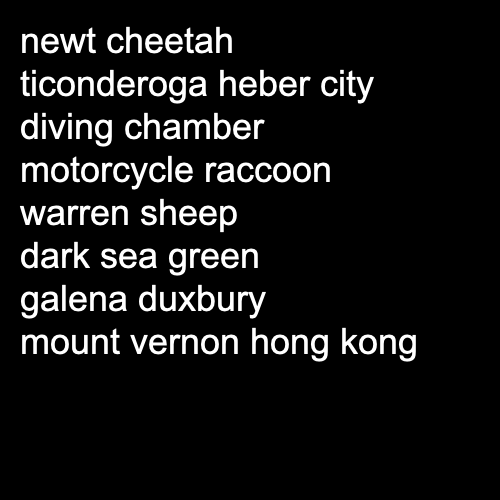 newt cheetah
ticonderoga heber city
diving chamber
motorcycle raccoon
warren sheep
dark sea green
galena duxbury
mount vernon hong kong